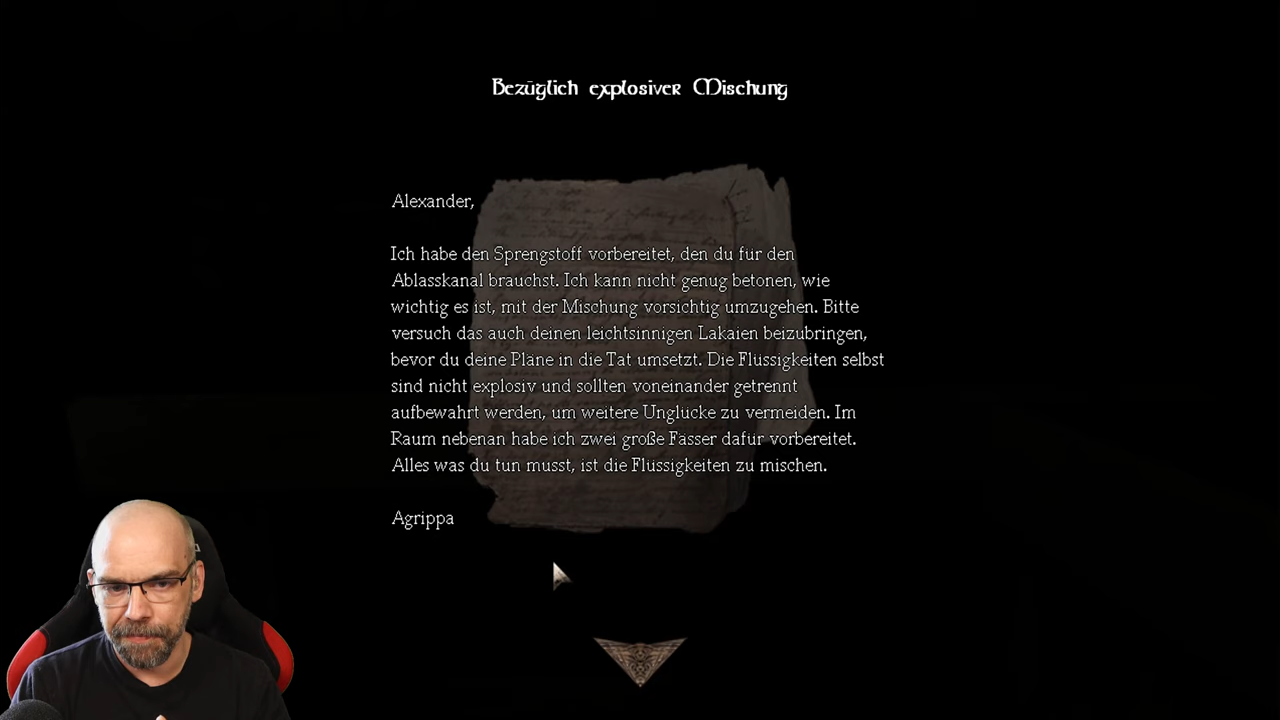 Bezüglich explosiver Mischung
Alexander,
Ich habe den Sprengstoff vorbereitet, den du für den
Ablasskanal brauchst. Ich kann nicht genug betonen, wie
wichtig es ist, mit der Mischung vorsichtig umzugehen. Bitte
versuch das auch deinen leichtsinnigen Lakaien beizubringen,
bevor du deine Pläne in die Tat umsetzt. Die Flüssigkeiten selbst
sind nicht explosiv und sollten voneinander getrennt
aufbewahrt werden, um weitere Unglücke zu vermeiden. Im
Raum nebenan habe ich zwei große Fässer dafür vorbereitet.
Alles was du tun musst, ist die Flüssigkeiten zu mischen.
Agrippa